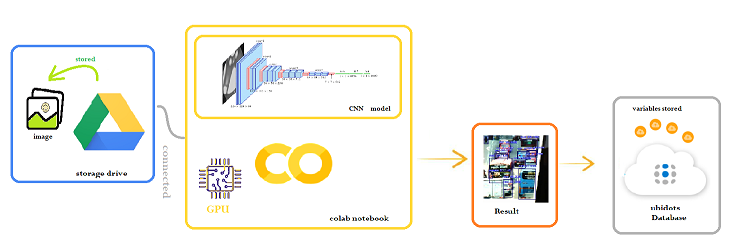 stored
image
storage drive
connected
CNN model
GPU
colab notebook
Result
variables stored
ubidots
Database